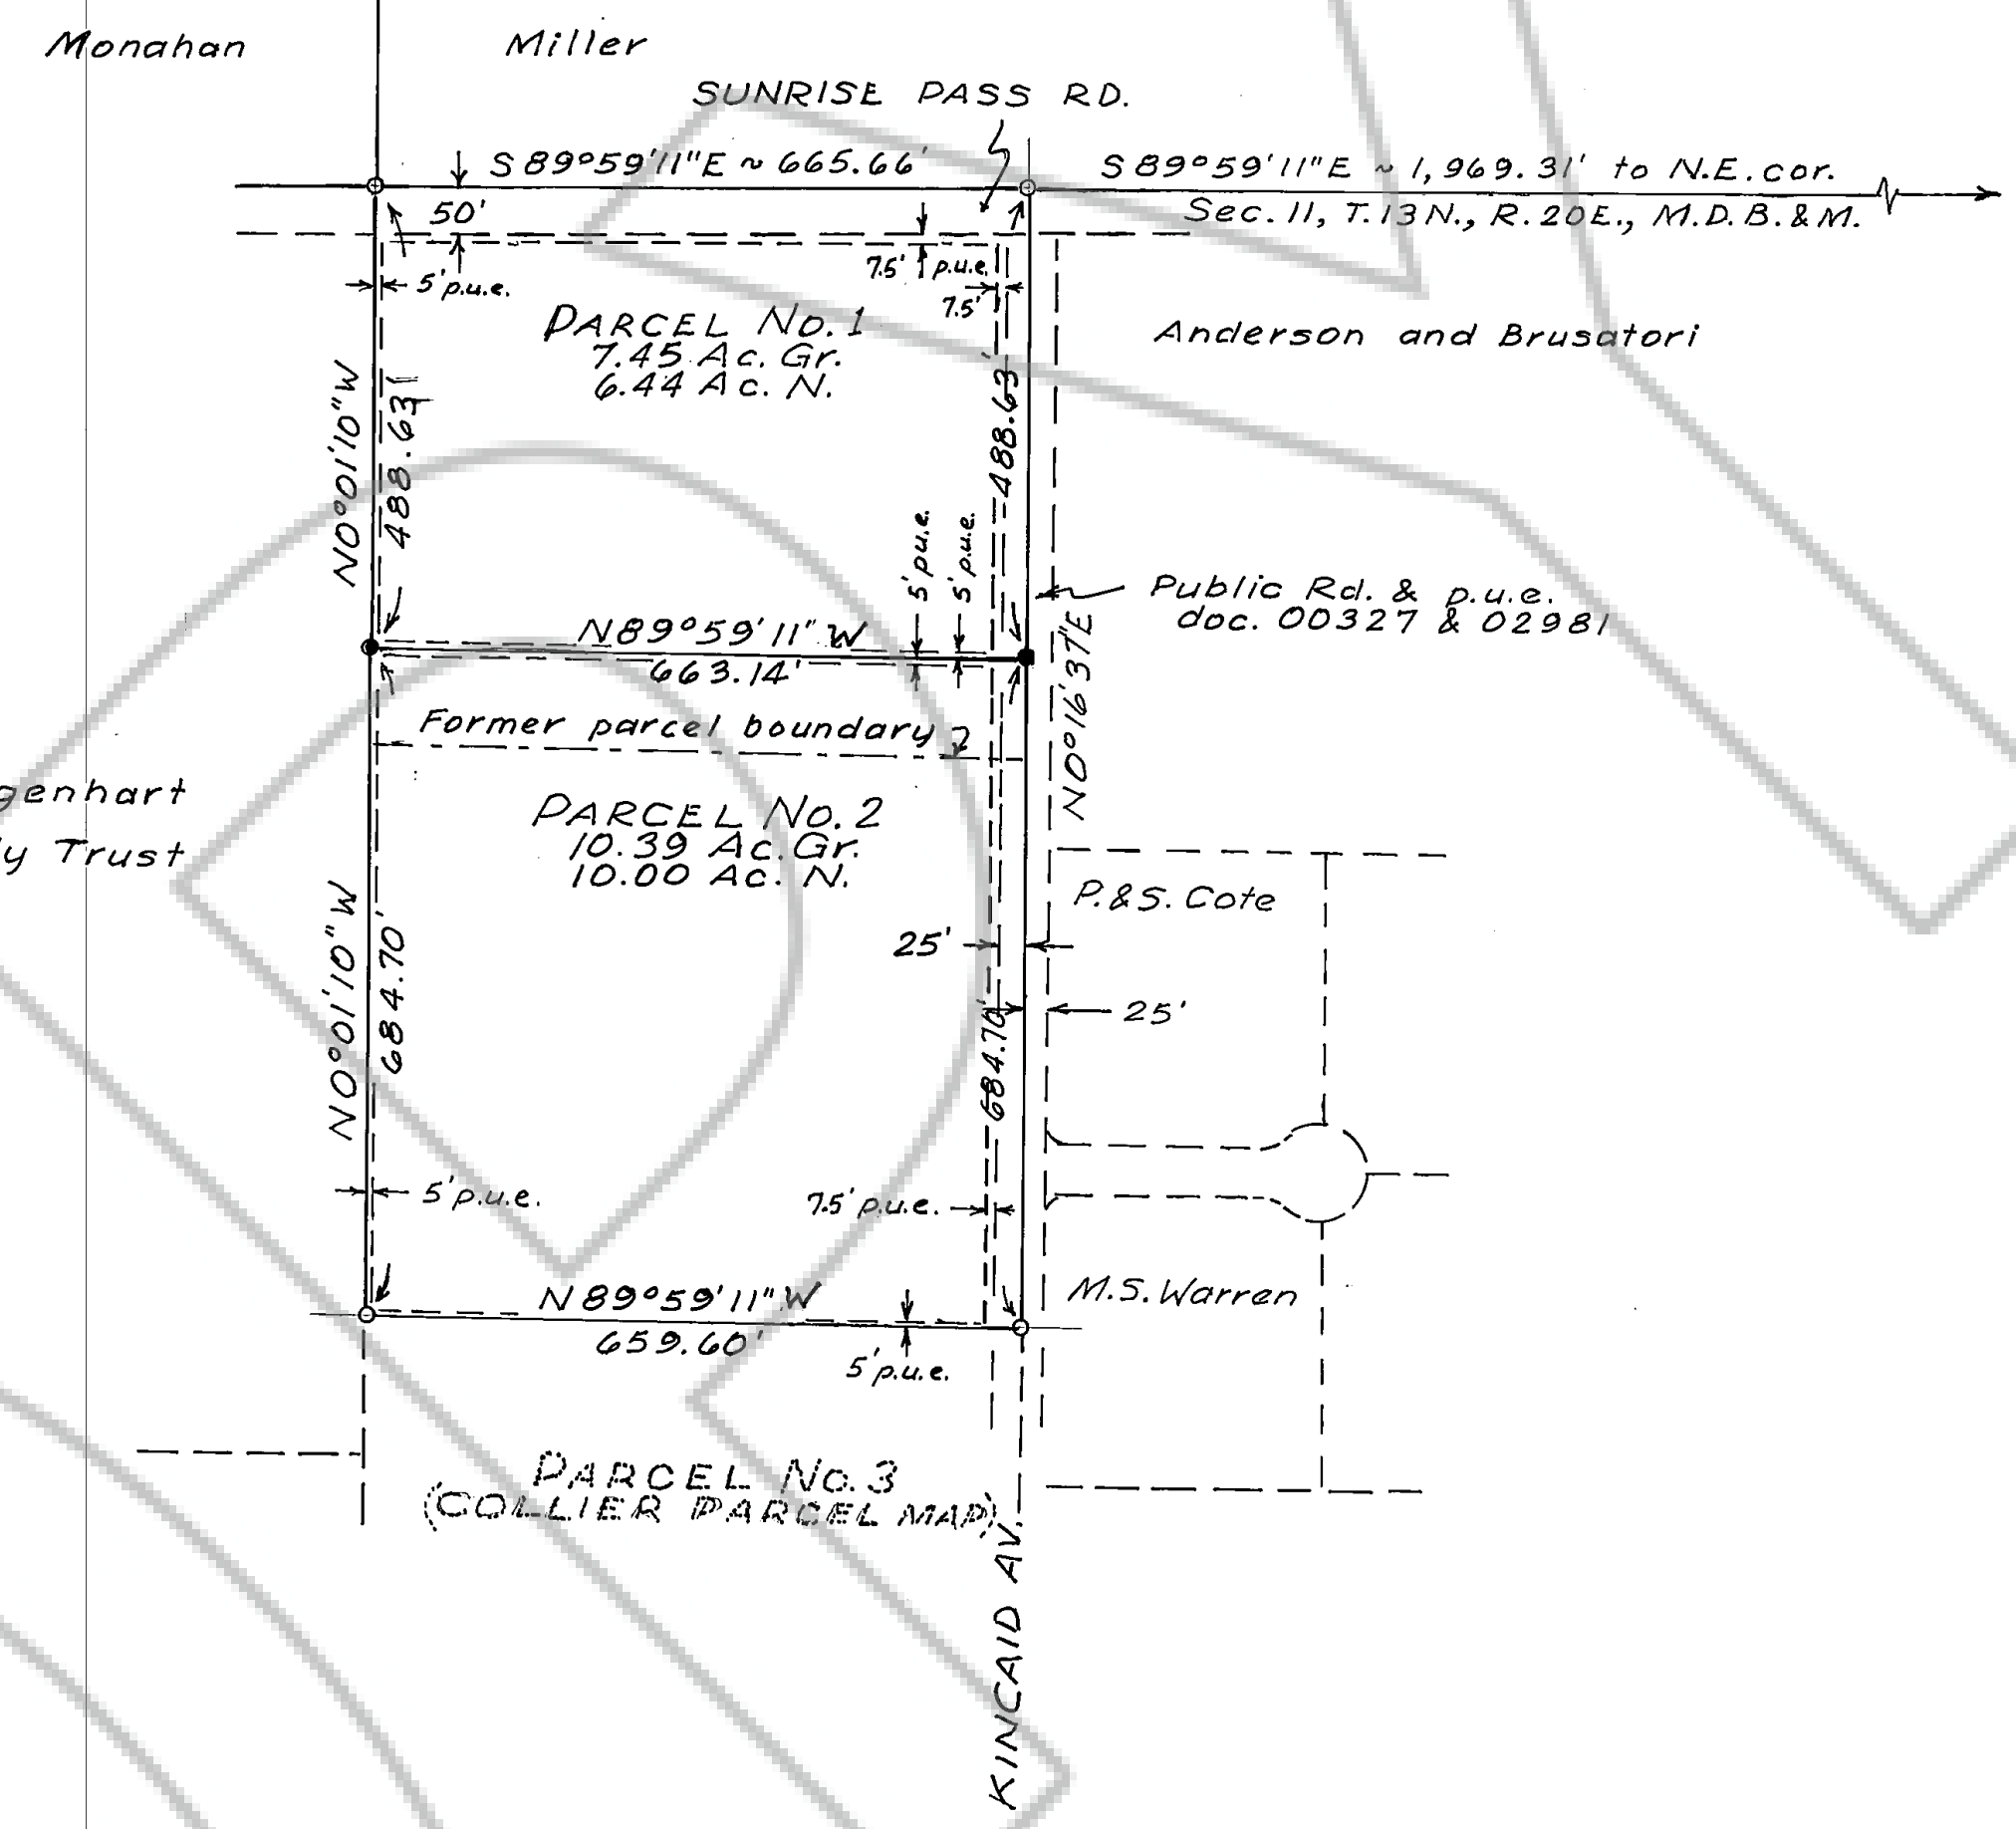 Monahan
Miller
SUNRISE PASS RD.
S 89°59'11"E ~ 665.66'
S 89°59'11"E ~ 1,969.31' to N.E. cor.
Sec. 11, T. 13 N., R. 20 E., M.D.B. & M.
50'
7.5' p.u.e.
5' p.u.e.
7.5'
PARCEL No. 1
7.45 Ac. Gr.
6.44 Ac. N.
Anderson and Brusatori
N0°01'10"W
488.63'
488.63'
5' p.u.e.
5' p.u.e.
Public Rd. & p.u.e.
doc. 00327 & 02981
N89°59'11"W
663.14'
N0°16'37"E
Former parcel boundary
genhart
y Trust
PARCEL No. 2
10.39 Ac. Gr.
10.00 Ac. N.
P. & S. Cote
25'
25'
N0°01'10"W
684.70'
684.70'
5' p.u.e.
7.5' p.u.e.
M.S. Warren
N 89°59'11"W
659.60'
5' p.u.e.
PARCEL No. 3
(COLLIER PARCEL MAP)
KINCAID AV.